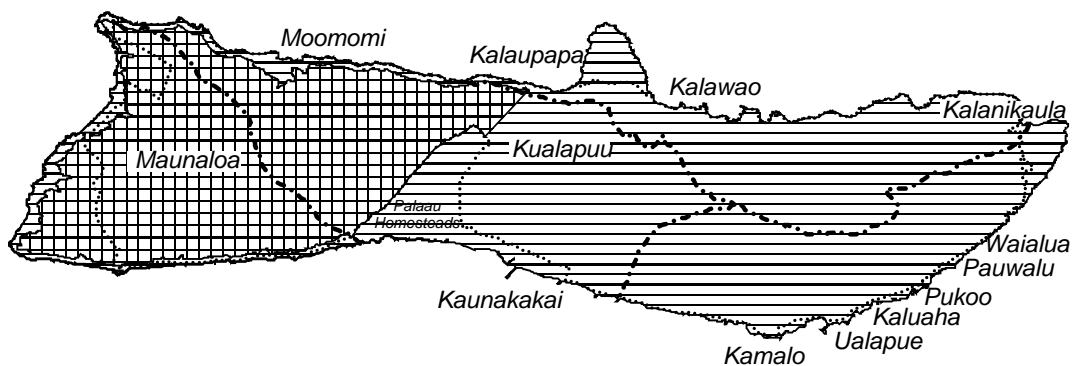 Moomomi
Kalaupapa
Kalawao
Kalanikaula
Maunaloa
Kualapuu
Palaau
Homesteads
Waialua
Pauwalu
Kaunakakai
Pukoo
Kaluaha
Ualapue
Kamalo